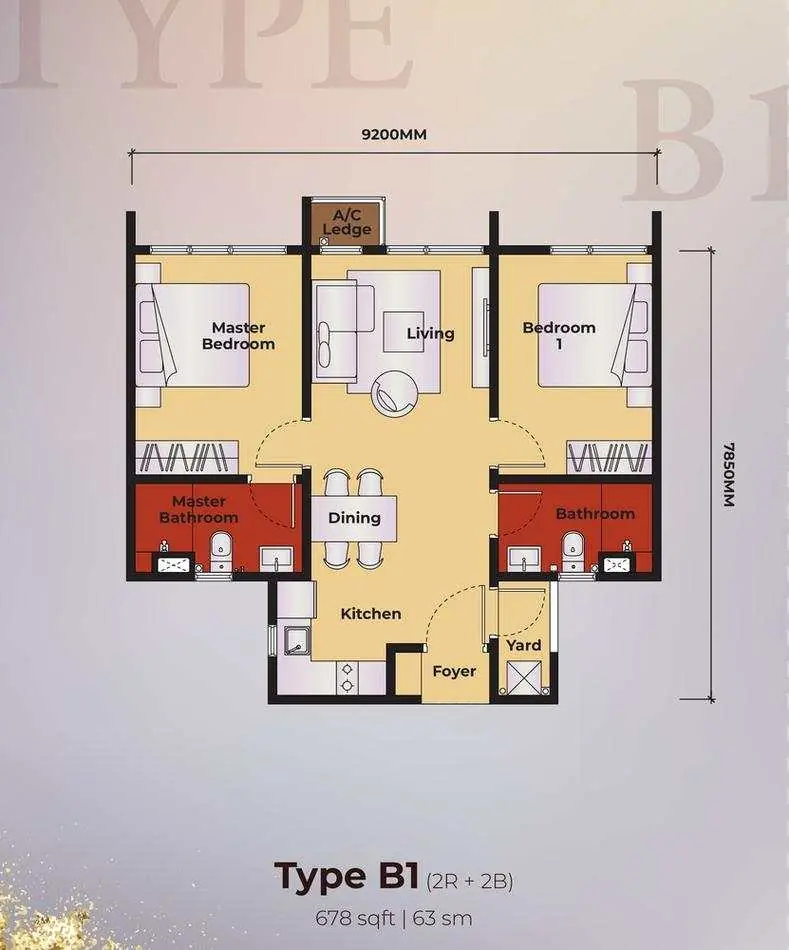 TYPE
B1
9200MM
A/C
Ledge
Master
Bedroom
Living
Bedroom
1
7850MM
Master
Bathroom
Dining
Bathroom
Kitchen
Yard
Foyer
Type B1 (2R + 2B)
678 sqft | 63 sm